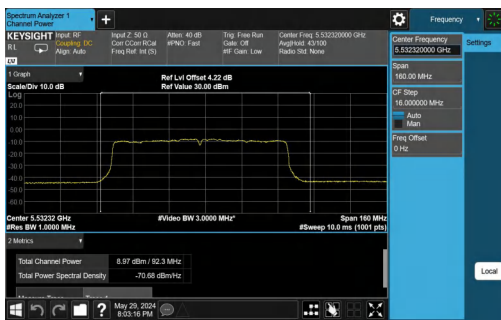 Spectrum Analyzer 1
Channel Power
Frequency
KEYSIGHT
Input: RF
Coupling: DC
Align: Auto
Input Z: 50 Ω
Corr CCorr RCal
Freq Ref: Int (S)
Atten: 40 dB
#PNO: Fast
Trig: Free Run
Gate: Off
#IF Gain: Low
Center Freq: 5.532320000 GHz
Avg|Hold: 43/100
Radio Std: None
RL
Center Frequency
5.532320000 GHz
Settings
Span
160.00 MHz
CF Step
16.000000 MHz
Auto
Man
Freq Offset
0 Hz
1 Graph
Scale/Div 10.0 dB
Ref Lvl Offset 4.22 dB
Ref Value 30.00 dBm
Log
20.0
10.0
0.00
-10.0
-20.0
-30.0
-40.0
-50.0
-60.0
Center 5.53232 GHz
#Res BW 1.0000 MHz
#Video BW 3.0000 MHz*
Span 160 MHz
#Sweep 10.0 ms (1001 pts)
2 Metrics
Total Channel Power 8.97 dBm / 92.3 MHz
Total Power Spectral Density -70.68 dBm/Hz
Local
May 29, 2024
8:03:16 PM